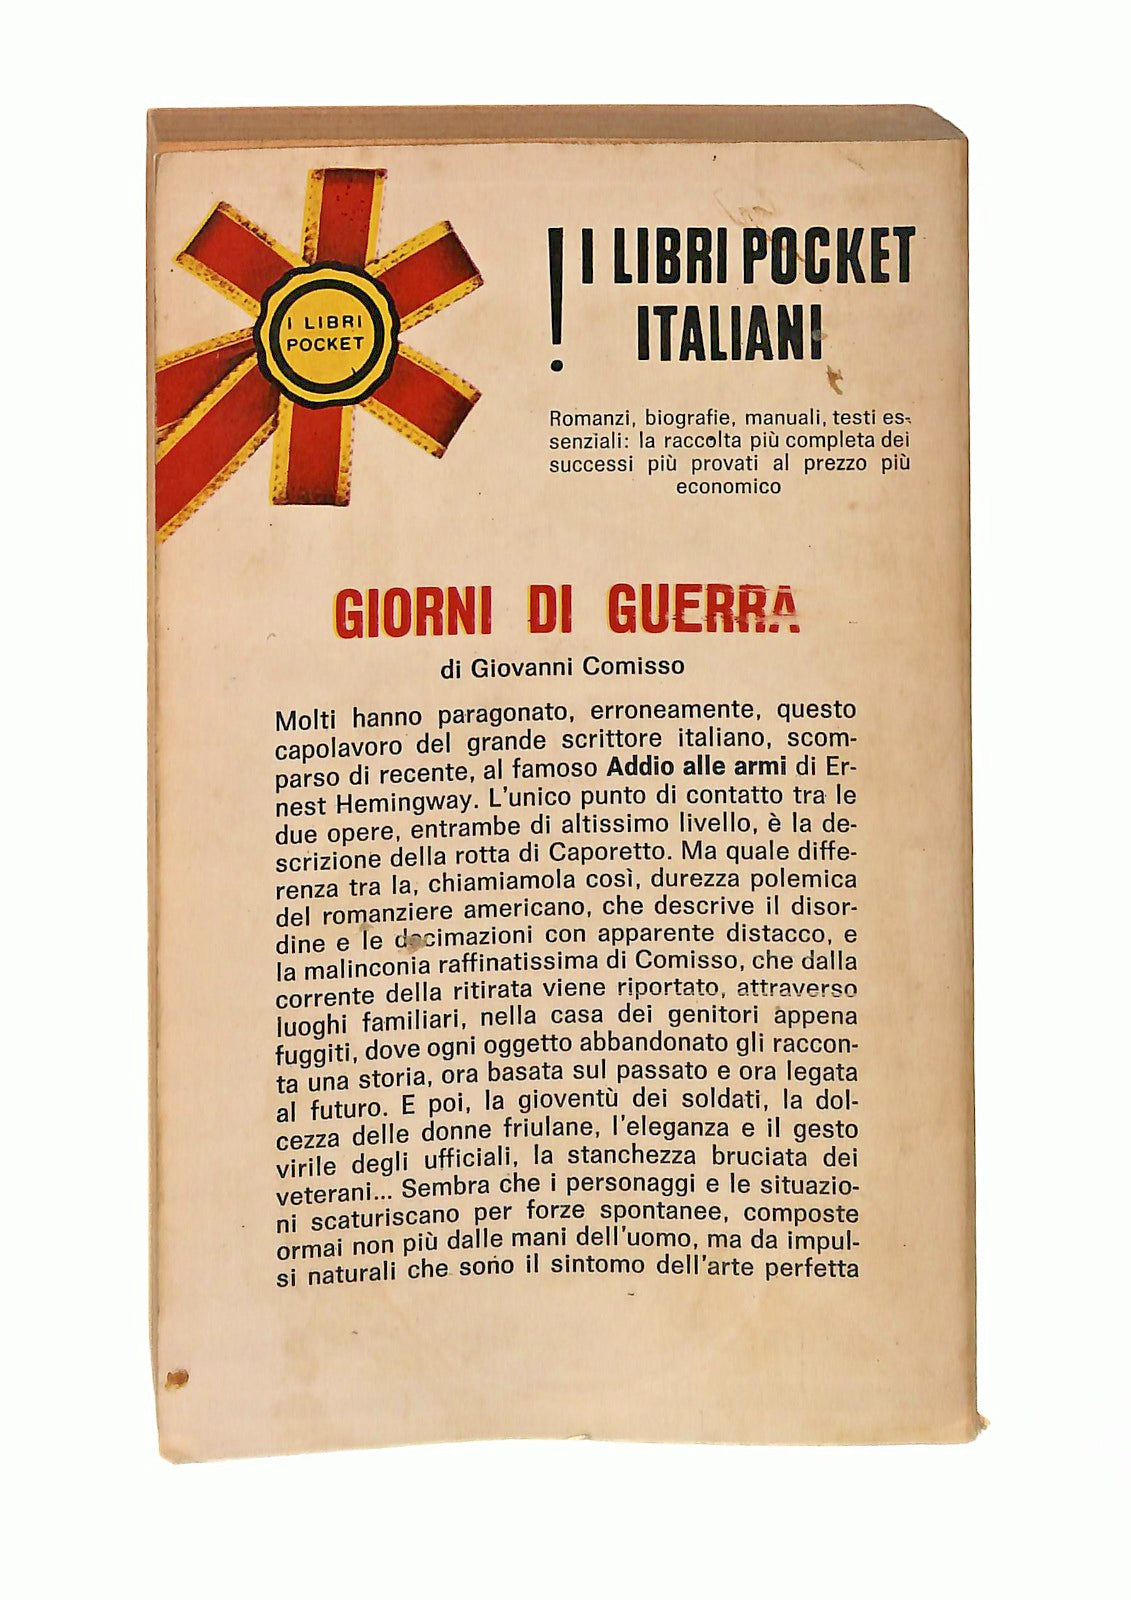 I LIBRI
POCKET
! I LIBRI POCKET
ITALIANI
Romanzi, biografie, manuali, testi es-
senziali: la raccolta più completa dei
successi più provati al prezzo più
economico
GIORNI DI GUERRA
di Giovanni Comisso
Molti hanno paragonato, erroneamente, questo
capolavoro del grande scrittore italiano, scom-
parso di recente, al famoso Addio alle armi di Er-
nest Hemingway. L'unico punto di contatto tra le
due opere, entrambe di altissimo livello, è la de-
scrizione della rotta di Caporetto. Ma quale diffe-
renza tra la, chiamiamola così, durezza polemica
del romanziere americano, che descrive il disor-
dine e le decimazioni con apparente distacco, e
la malinconia raffinatissima di Comisso, che dalla
corrente della ritirata viene riportato, attraverso
luoghi familiari, nella casa dei genitori appena
fuggiti, dove ogni oggetto abbandonato gli raccon-
ta una storia, ora basata sul passato e ora legata
al futuro. E poi, la gioventù dei soldati, la dol-
cezza delle donne friulane, l'eleganza e il gesto
virile degli ufficiali, la stanchezza bruciata dei
veterani... Sembra che i personaggi e le situazio-
ni scaturiscano per forze spontanee, composte
ormai non più dalle mani dell'uomo, ma da impul-
si naturali che sono il sintomo dell'arte perfetta